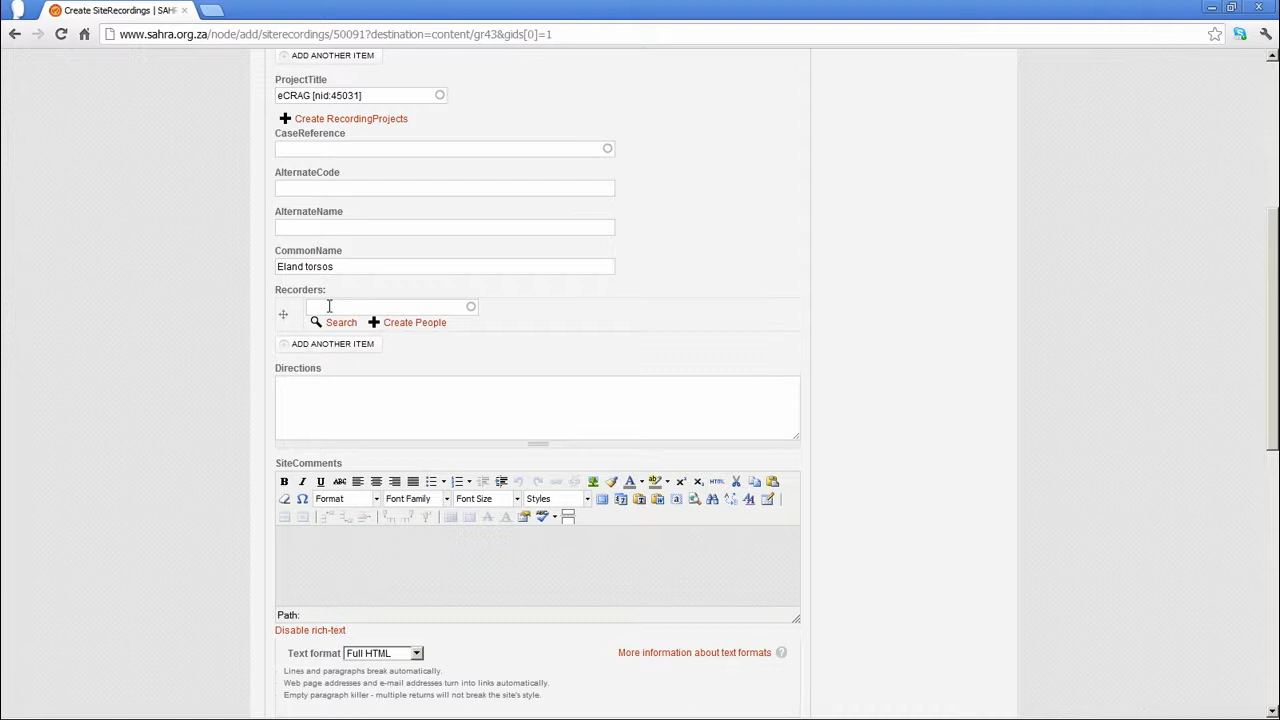 Create SiteRecordings | SAHR
www.sahra.org.za/node/add/siterecordings/50091?destination=content/gr43&gids[0]=1
ADD ANOTHER ITEM
ProjectTitle
eCRAG [nid:45031]
Create RecordingProjects
CaseReference
AlternateCode
AlternateName
CommonName
Eland torsos
Recorders:
Search Create People
ADD ANOTHER ITEM
Directions
SiteComments
B I U ABC HTML
Format Font Family Font Size Styles
Path:
Disable rich-text
Text format Full HTML More information about text formats ?
Lines and paragraphs break automatically.
Web page addresses and e-mail addresses turn into links automatically.
Empty paragraph killer - multiple returns will not break the site's style.